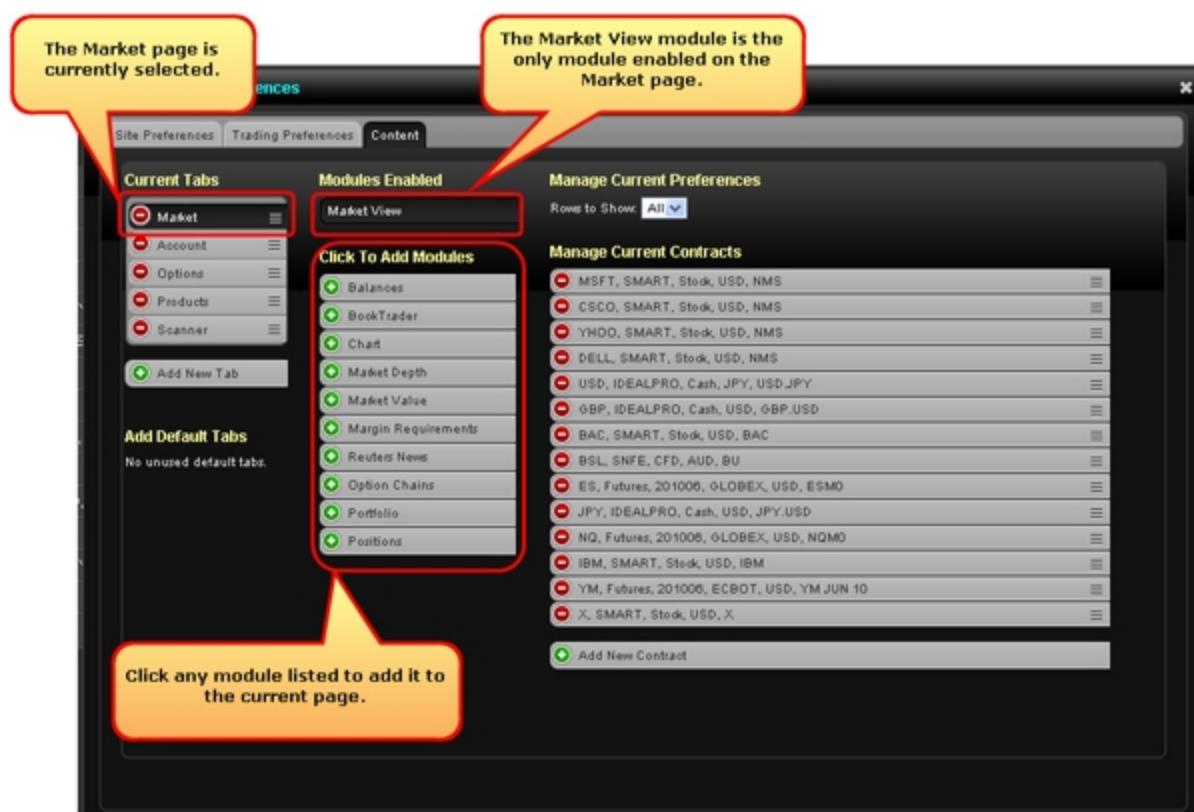 The Market page is
currently selected.
The Market View module is the
only module enabled on the
Market page.
Site Preferences
Trading Preferences
Content
Current Tabs
Market
Account
Options
Products
Scanner
Add New Tab
Add Default Tabs
No unused default tabs.
Modules Enabled
Market View
Click To Add Modules
Balances
BookTrader
Chart
Market Depth
Market Value
Margin Requirements
Reuters News
Option Chains
Portfolio
Positions
Manage Current Preferences
Rows to Show: All
Manage Current Contracts
MSFT, SMART, Stock, USD, NMS
CSCO, SMART, Stock, USD, NMS
YHOO, SMART, Stock, USD, NMS
DELL, SMART, Stock, USD, NMS
USD, IDEALPRO, Cash, JPY, USD.JPY
GBP, IDEALPRO, Cash, USD, GBP.USD
BAC, SMART, Stock, USD, BAC
BSL, SNFE, CFD, AUD, BU
ES, Futures, 201006, GLOBEX, USD, ESM0
JPY, IDEALPRO, Cash, USD, JPY.USD
NQ, Futures, 201006, GLOBEX, USD, NQM0
IBM, SMART, Stock, USD, IBM
YM, Futures, 201006, ECBOT, USD, YM JUN 10
X, SMART, Stock, USD, X
Add New Contract
Click any module listed to add it to
the current page.